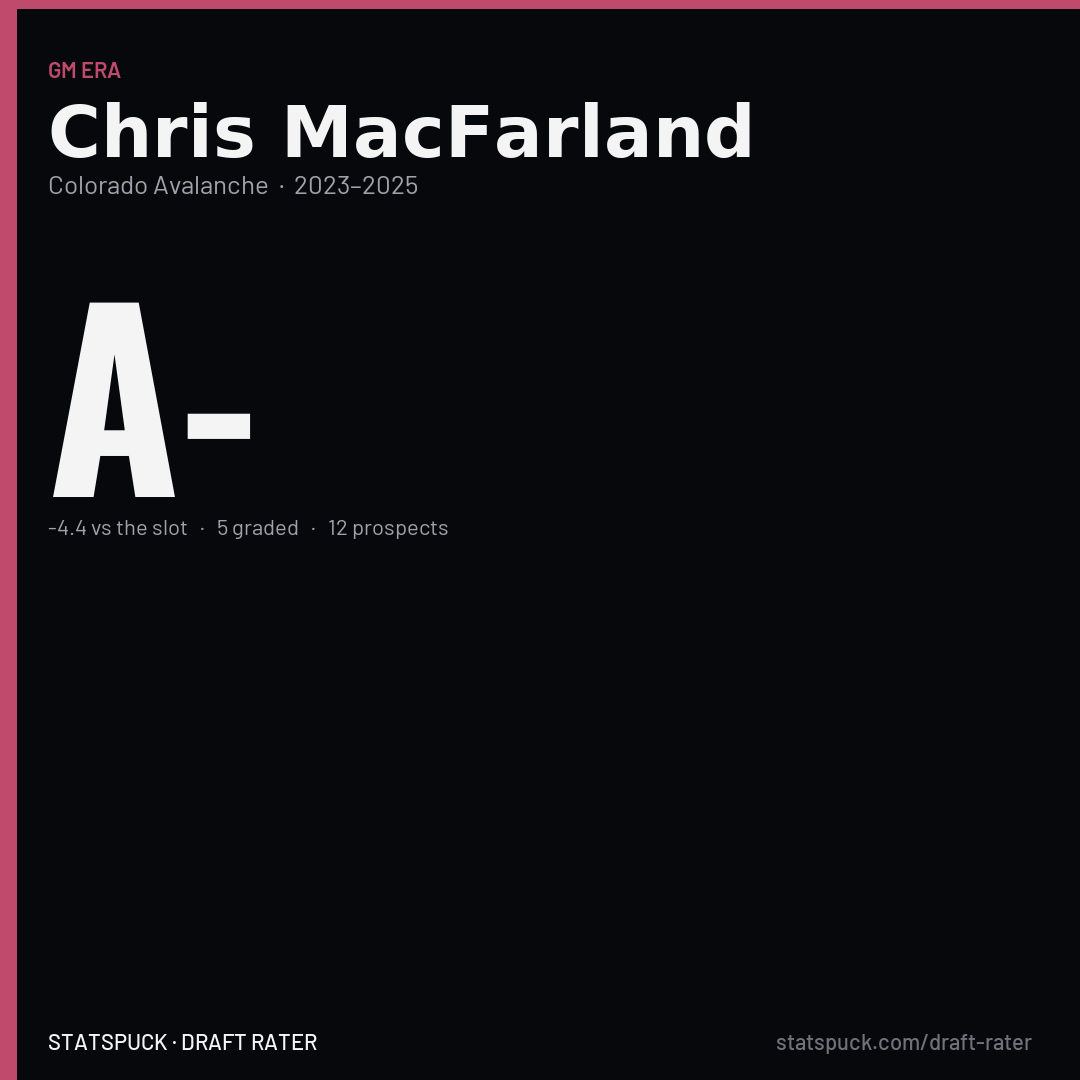 GM ERA
Chris MacFarland
Colorado Avalanche · 2023–2025
A-
-4.4 vs the slot · 5 graded · 12 prospects
STATSPUCK · DRAFT RATER
statspuck.com/draft-rater